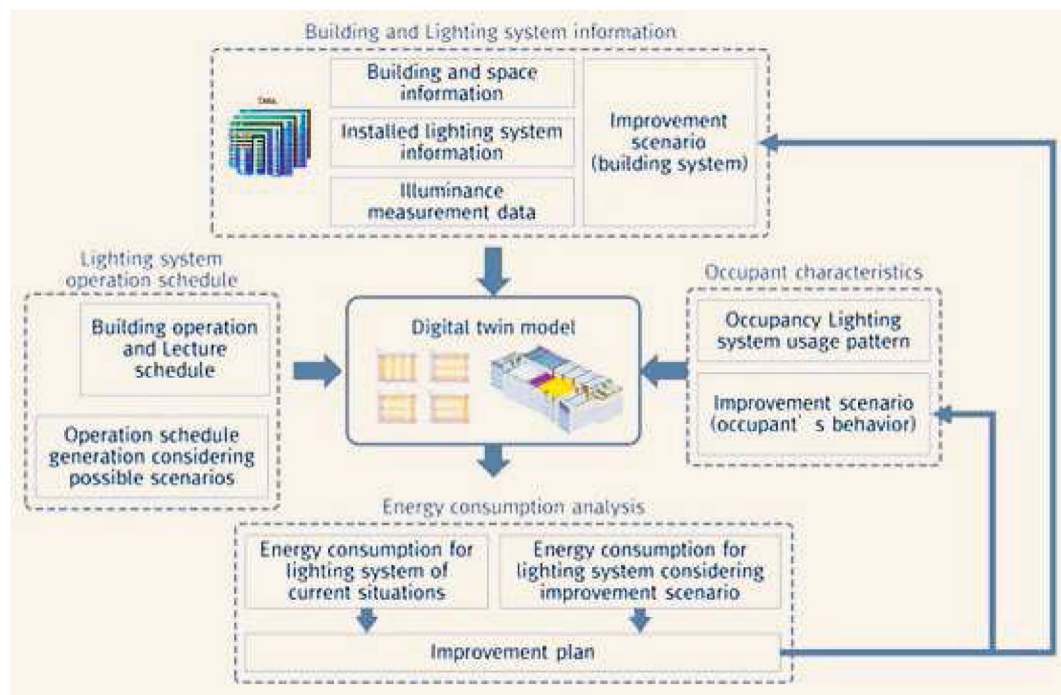 Building and Lighting system information
Data,
Building and space
information
Installed lighting system
information
Illuminance
measurement data
Improvement
scenario
(building system)
Lighting system
operation schedule
Building operation
and Lecture
schedule
Operation schedule
generation considering
possible scenarios
Digital twin model
Occupant characteristics
Occupancy Lighting
system usage pattern
Improvement scenario
(occupant's behavior)
Energy consumption analysis
Energy consumption for
lighting system of
current situations
Energy consumption for
lighting system considering
improvement scenario
Improvement plan